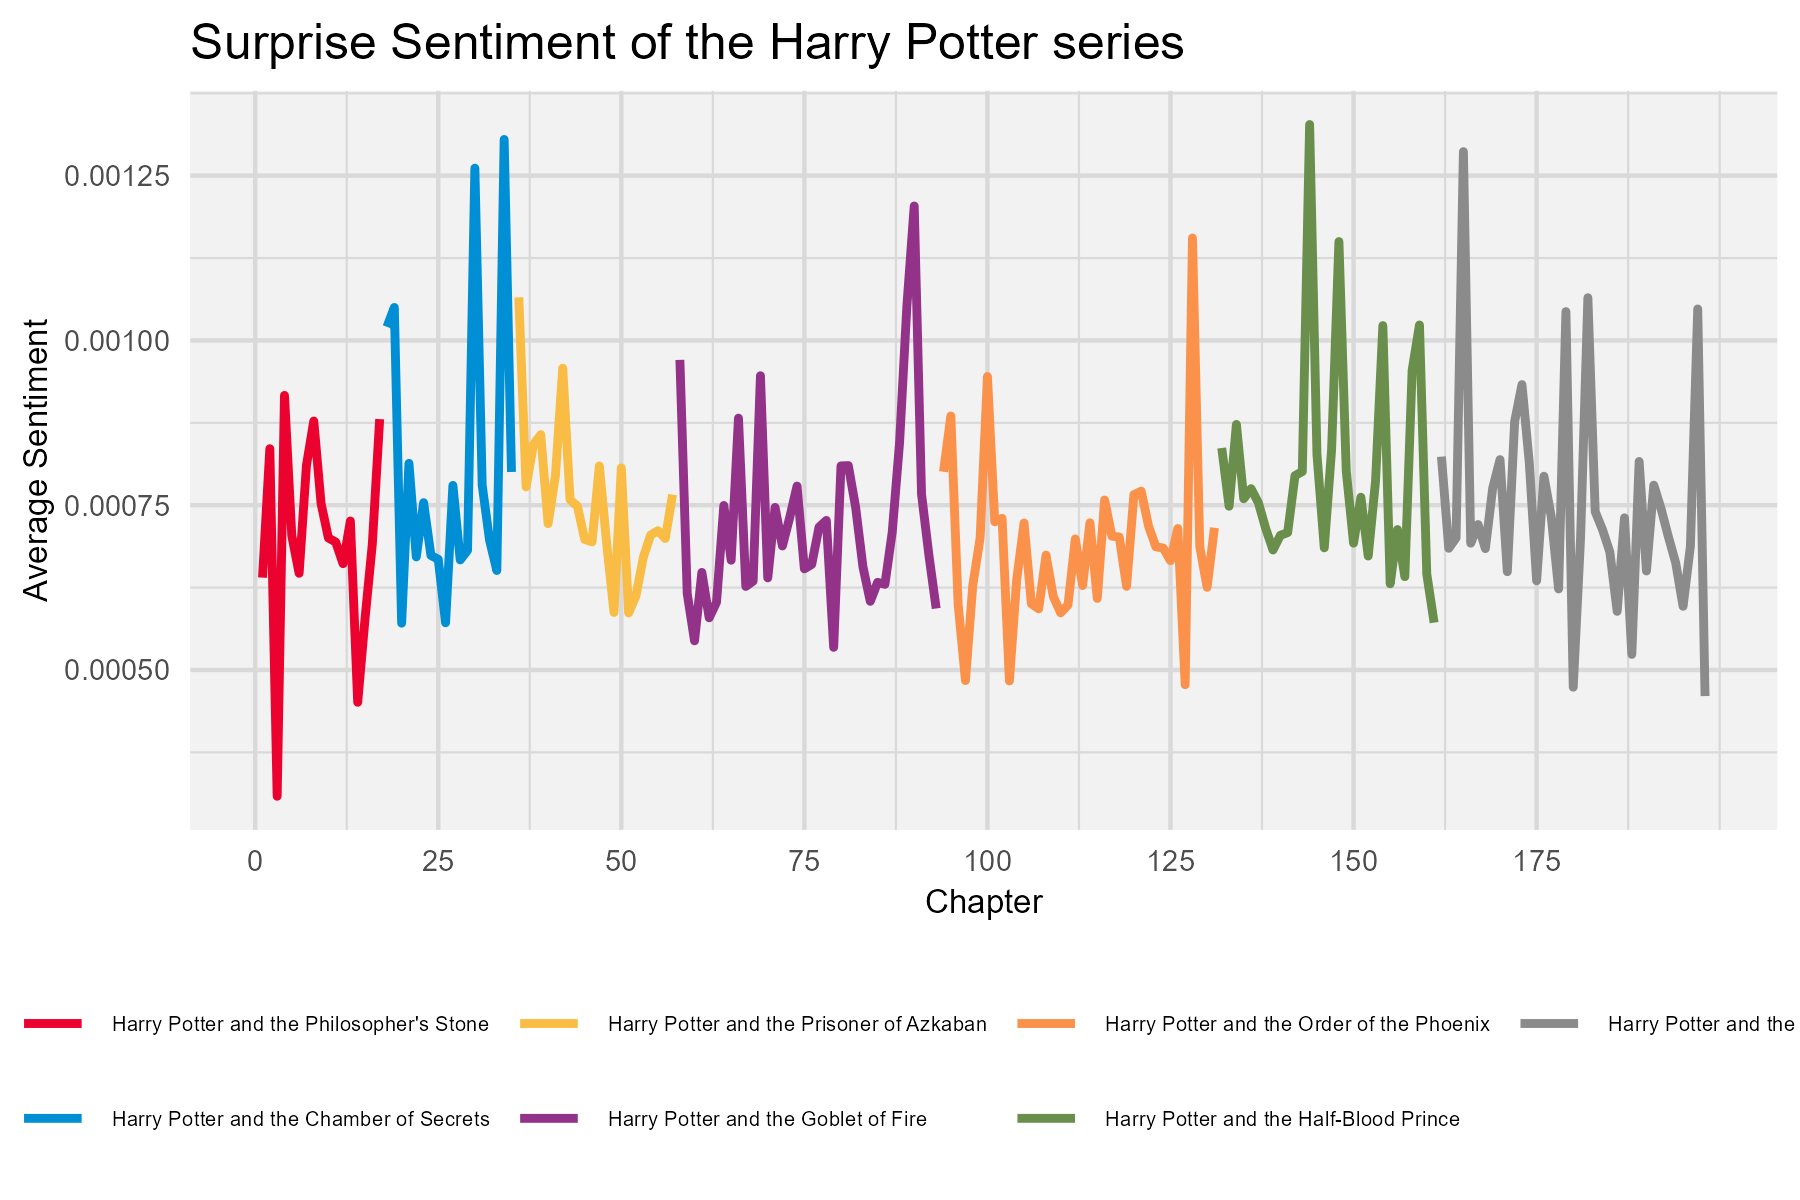 Surprise Sentiment of the Harry Potter series
Average Sentiment
0.00125
0.00100
0.00075
0.00050
0 25 50 75 100 125 150 175
Chapter
Harry Potter and the Philosopher's Stone Harry Potter and the Prisoner of Azkaban Harry Potter and the Order of the Phoenix Harry Potter and the
Harry Potter and the Chamber of Secrets Harry Potter and the Goblet of Fire Harry Potter and the Half-Blood Prince